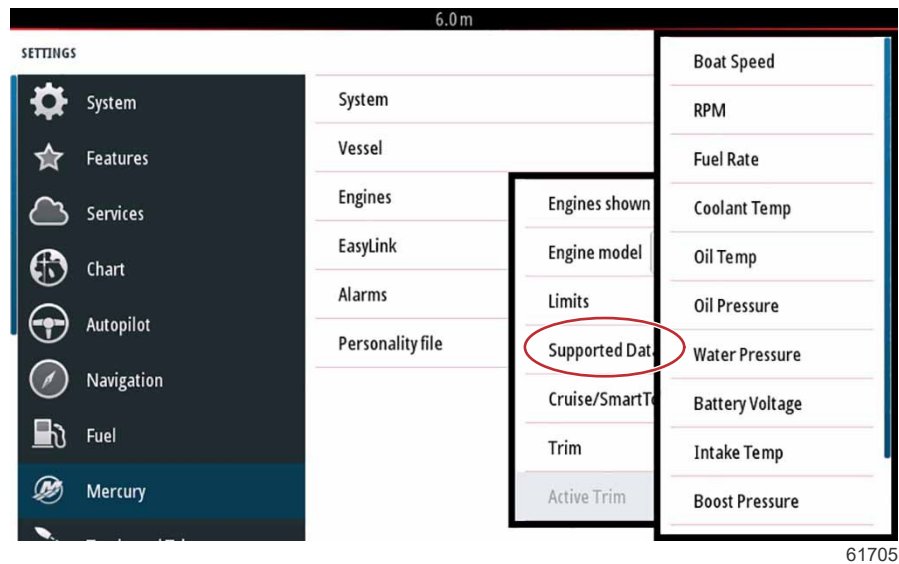 6.0 m
SETTINGS
System
Features
Services
Chart
Autopilot
Navigation
Fuel
Mercury
System
Vessel
Engines
EasyLink
Alarms
Personality file
Engines shown
Engine model
Limits
Supported Dat
Cruise/SmartT
Trim
Active Trim
Boat Speed
RPM
Fuel Rate
Coolant Temp
Oil Temp
Oil Pressure
Water Pressure
Battery Voltage
Intake Temp
Boost Pressure
61705